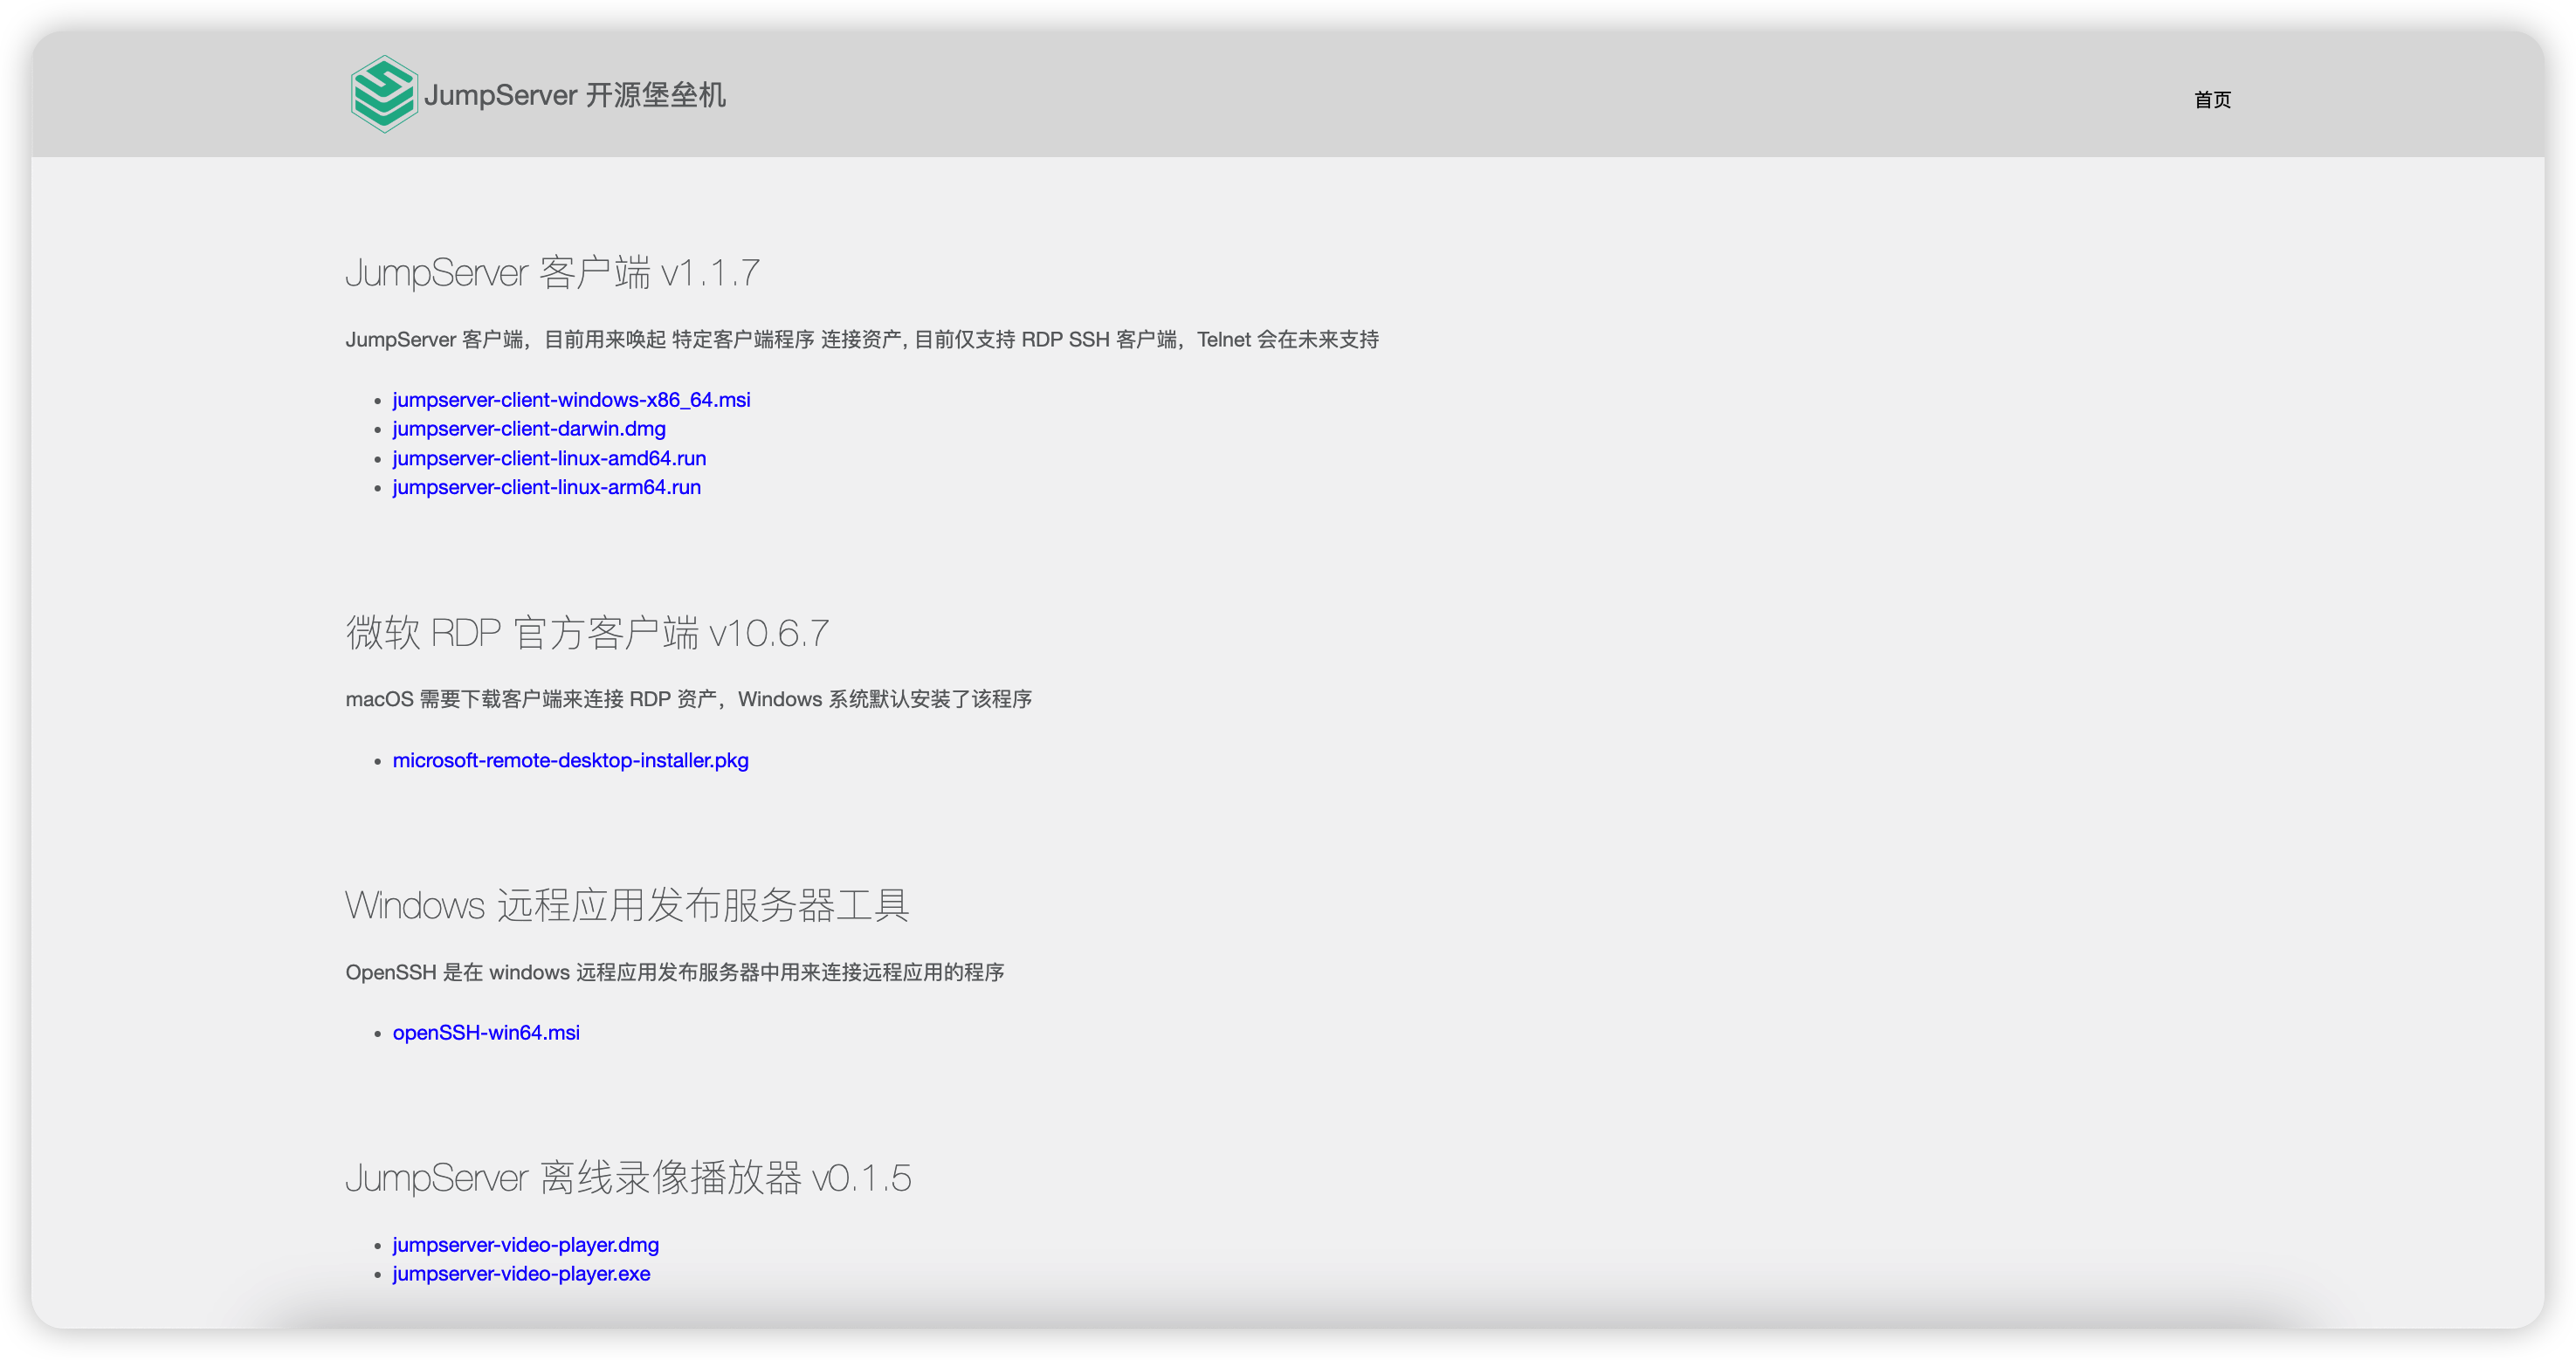 JumpServer 开源堡垒机
首页
JumpServer 客户端 v1.1.7
JumpServer 客户端，目前用来唤起 特定客户端程序 连接资产, 目前仅支持 RDP SSH 客户端，Telnet 会在未来支持
jumpserver-client-windows-x86_64.msi
jumpserver-client-darwin.dmg
jumpserver-client-linux-amd64.run
jumpserver-client-linux-arm64.run
微软 RDP 官方客户端 v10.6.7
macOS 需要下载客户端来连接 RDP 资产，Windows 系统默认安装了该程序
microsoft-remote-desktop-installer.pkg
Windows 远程应用发布服务器工具
OpenSSH 是在 windows 远程应用发布服务器中用来连接远程应用的程序
openSSH-win64.msi
JumpServer 离线录像播放器 v0.1.5
jumpserver-video-player.dmg
jumpserver-video-player.exe